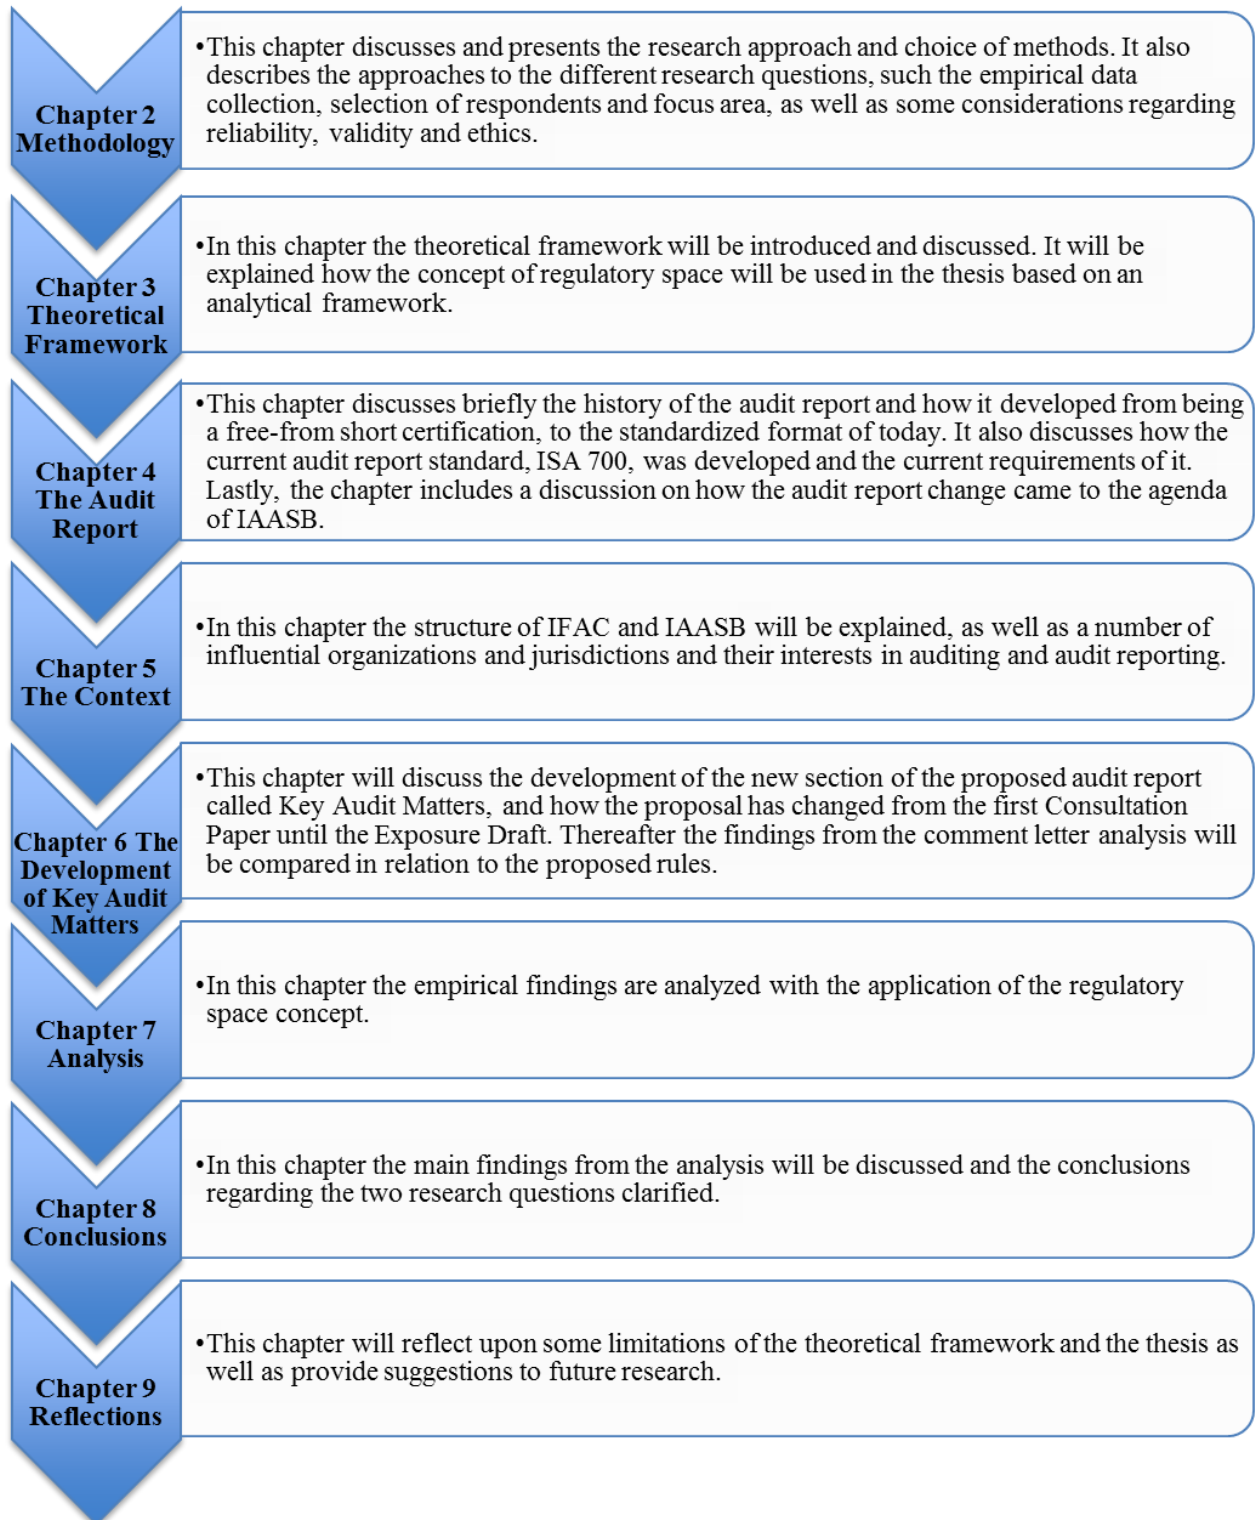 Chapter 2
Methodology
•This chapter discusses and presents the research approach and choice of methods. It also
describes the approaches to the different research questions, such the empirical data
collection, selection of respondents and focus area, as well as some considerations regarding
reliability, validity and ethics.
Chapter 3
Theoretical
Framework
•In this chapter the theoretical framework will be introduced and discussed. It will be
explained how the concept of regulatory space will be used in the thesis based on an
analytical framework.
Chapter 4
The Audit
Report
•This chapter discusses briefly the history of the audit report and how it developed from being
a free-from short certification, to the standardized format of today. It also discusses how the
current audit report standard, ISA 700, was developed and the current requirements of it.
Lastly, the chapter includes a discussion on how the audit report change came to the agenda
of IAASB.
Chapter 5
The Context
•In this chapter the structure of IFAC and IAASB will be explained, as well as a number of
influential organizations and jurisdictions and their interests in auditing and audit reporting.
Chapter 6 The
Development
of Key Audit
Matters
•This chapter will discuss the development of the new section of the proposed audit report
called Key Audit Matters, and how the proposal has changed from the first Consultation
Paper until the Exposure Draft. Thereafter the findings from the comment letter analysis will
be compared in relation to the proposed rules.
Chapter 7
Analysis
•In this chapter the empirical findings are analyzed with the application of the regulatory
space concept.
Chapter 8
Conclusions
•In this chapter the main findings from the analysis will be discussed and the conclusions
regarding the two research questions clarified.
Chapter 9
Reflections
•This chapter will reflect upon some limitations of the theoretical framework and the thesis as
well as provide suggestions to future research.